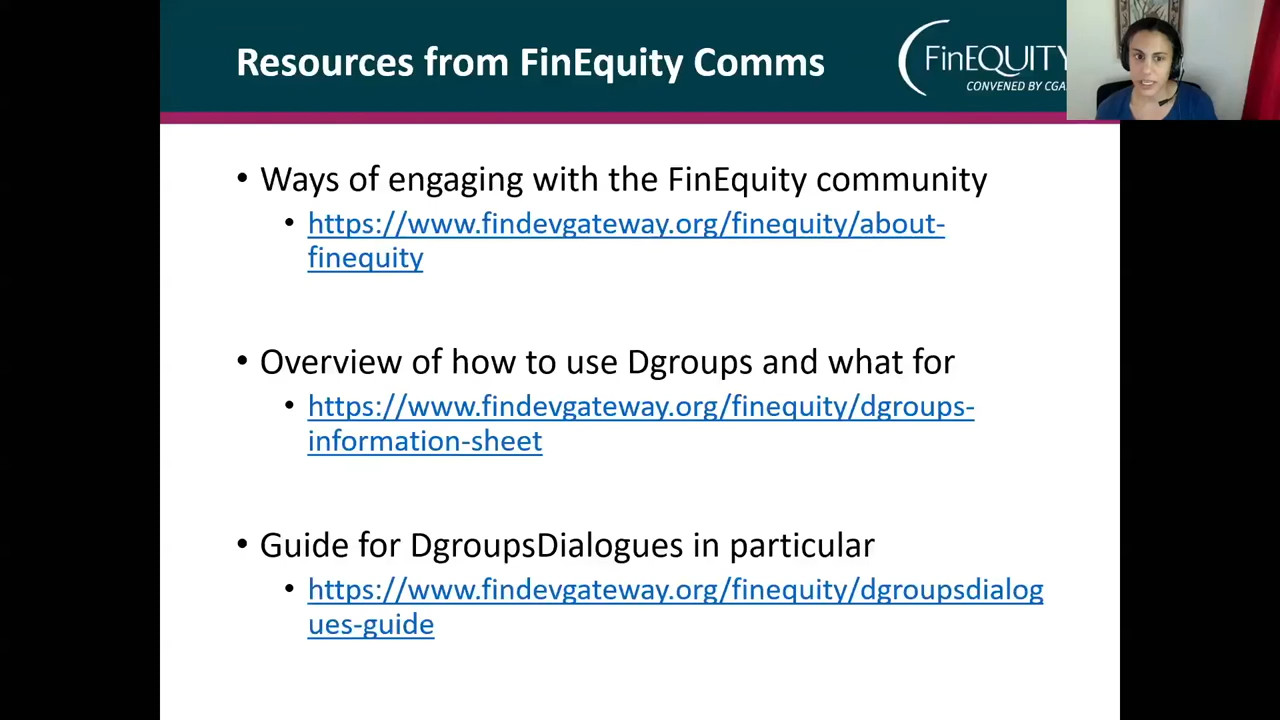 Resources from FinEquity Comms
FinEQUITY
CONVENED BY CGA
• Ways of engaging with the FinEquity community
• https://www.findevgateway.org/finequity/about-
finequity
• Overview of how to use Dgroups and what for
• https://www.findevgateway.org/finequity/dgroups-
information-sheet
• Guide for DgroupsDialogues in particular
• https://www.findevgateway.org/finequity/dgroupsdialog
ues-guide